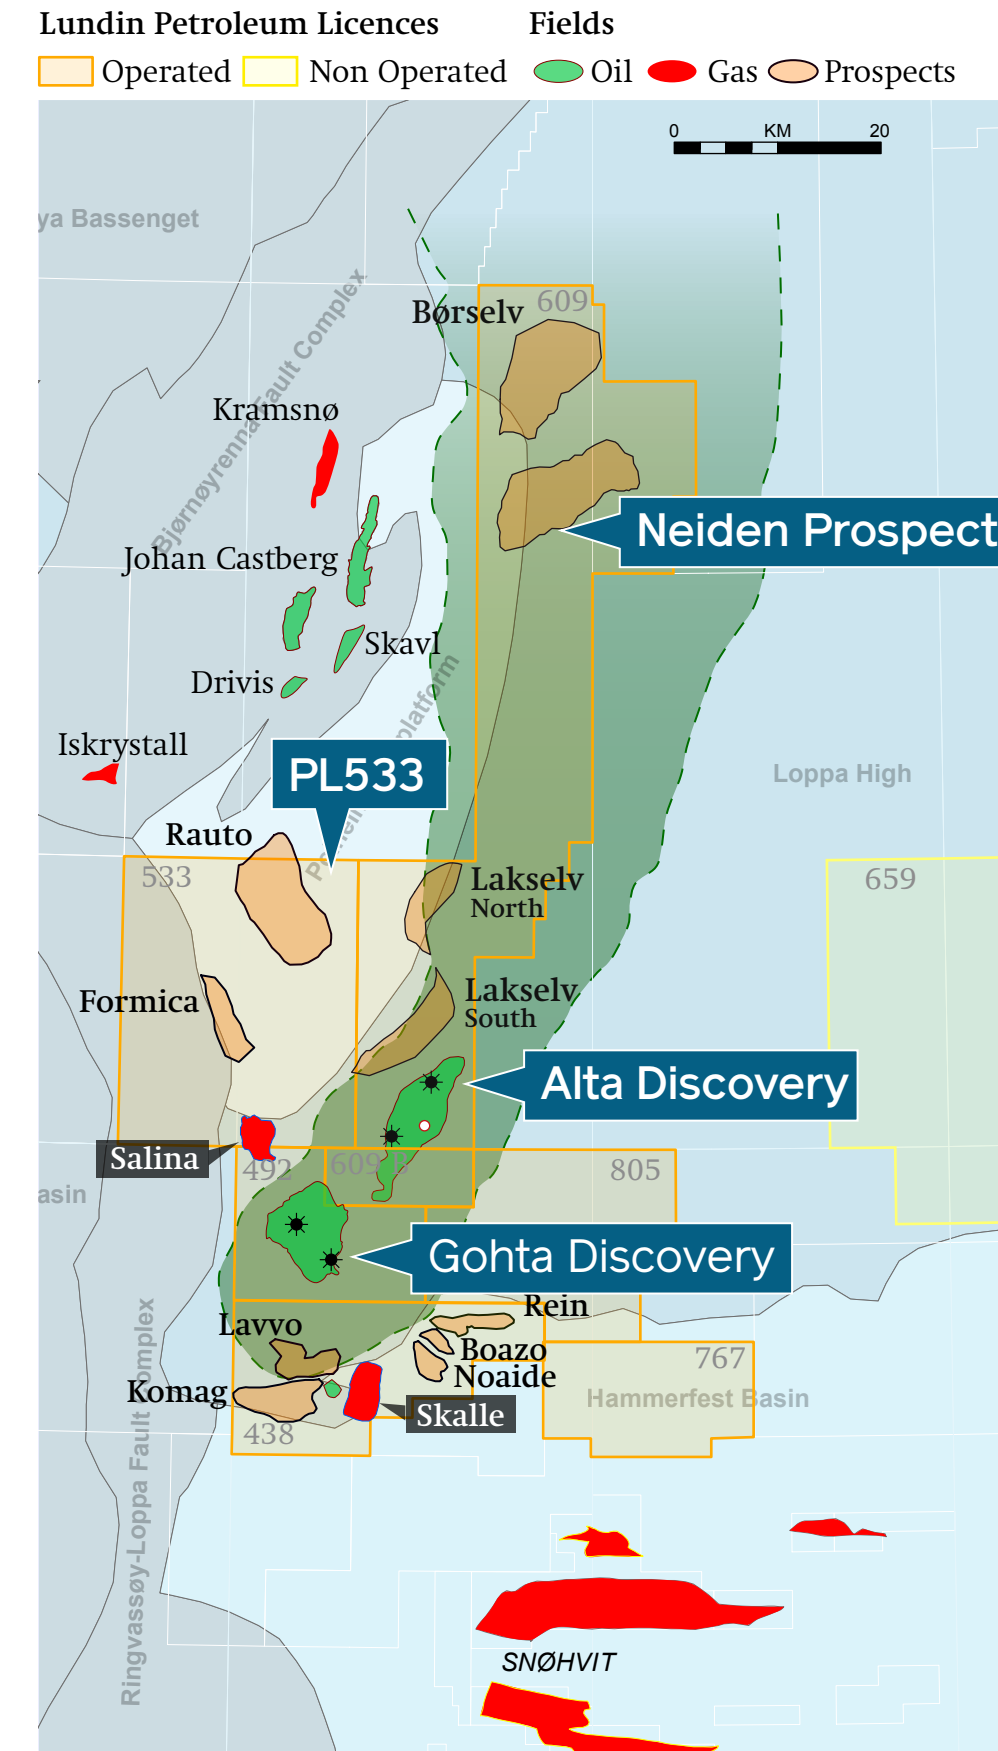 Lundin Petroleum Licences
Fields
Operated
Non Operated
Oil
Gas
Prospects
0 KM 20
ya Bassenget
Bjørnøyrenna Fault Complex
Børselv
609
Kramsnø
Neiden Prospect
Johan Castberg
Skavl
Drivis
platform
Iskrystall
PL533
Loppa High
Rauto
533
Lakselv
North
659
Formica
Lakselv
South
Alta Discovery
Salina
492
609 B
805
asin
Gohta Discovery
Rein
Lavvo
Boazo
Noaide
767
Komag
Hammerfest Basin
Skalle
438
Ringvassøy-Loppa Fault Complex
SNØHVIT